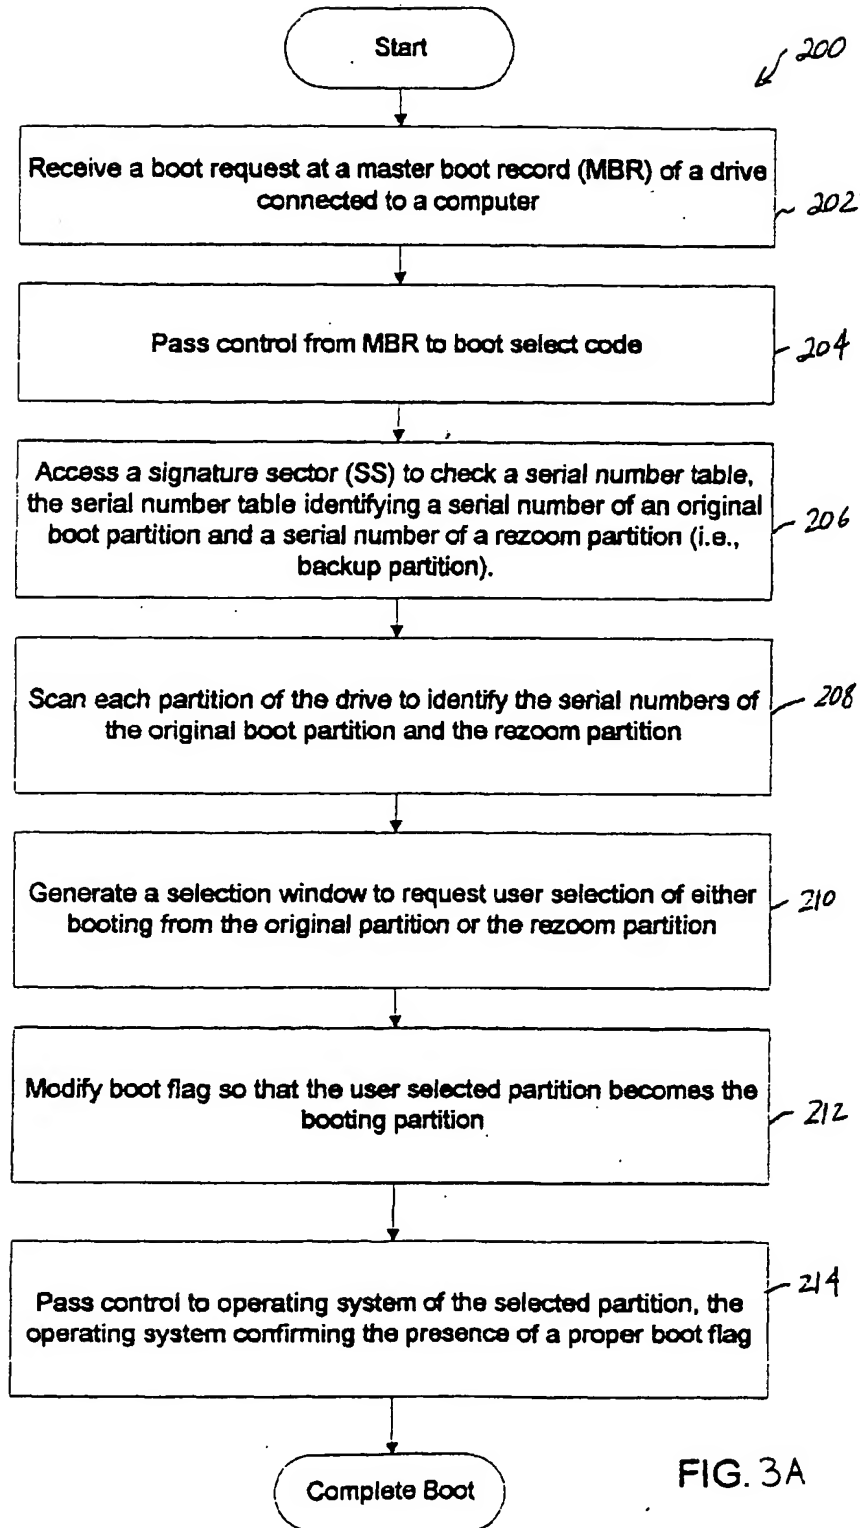 Start
200
Receive a boot request at a master boot record (MBR) of a drive
connected to a computer
202
Pass control from MBR to boot select code
204
Access a signature sector (SS) to check a serial number table,
the serial number table identifying a serial number of an original
boot partition and a serial number of a rezoom partition (i.e.,
backup partition).
206
Scan each partition of the drive to identify the serial numbers of
the original boot partition and the rezoom partition
208
Generate a selection window to request user selection of either
booting from the original partition or the rezoom partition
210
Modify boot flag so that the user selected partition becomes the
booting partition
212
Pass control to operating system of the selected partition, the
operating system confirming the presence of a proper boot flag
214
Complete Boot
FIG. 3A